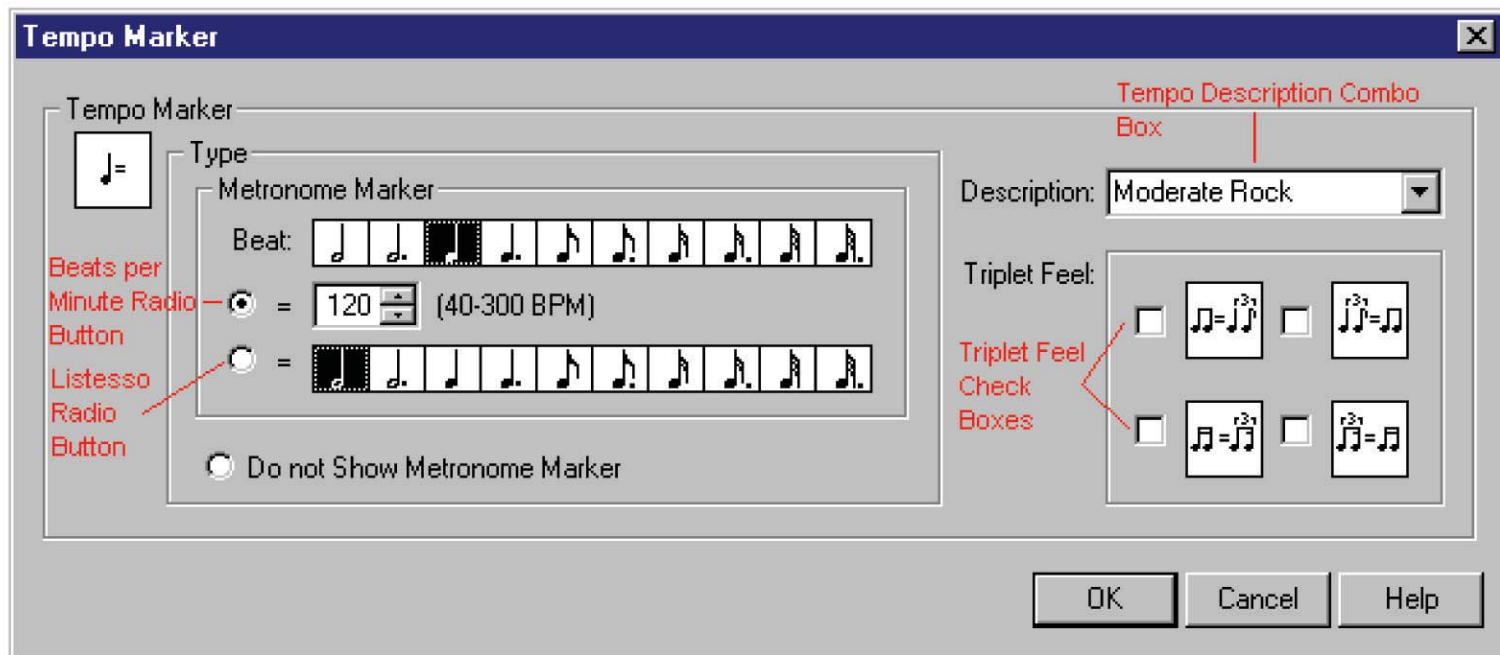 Tempo Marker
Tempo Marker
Tempo Description Combo
Box
Type
Metronome Marker
Description: Moderate Rock
Beat:
Beats per
Minute Radio
Button
= 120 (40-300 BPM)
Triplet Feel:
=
Listesso
Radio
Button
Triplet Feel
Check
Boxes
Do not Show Metronome Marker
OK Cancel Help